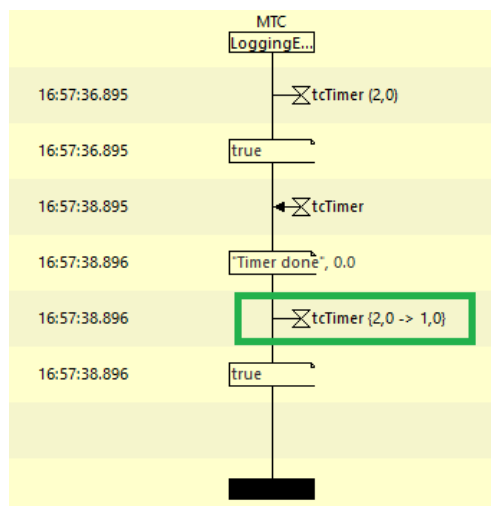 MTC
LoggingE...
16:57:36.895 tcTimer (2,0)
16:57:36.895 true
16:57:38.895 tcTimer
16:57:38.896 "Timer done", 0.0
16:57:38.896 tcTimer {2,0 -> 1,0}
16:57:38.896 true